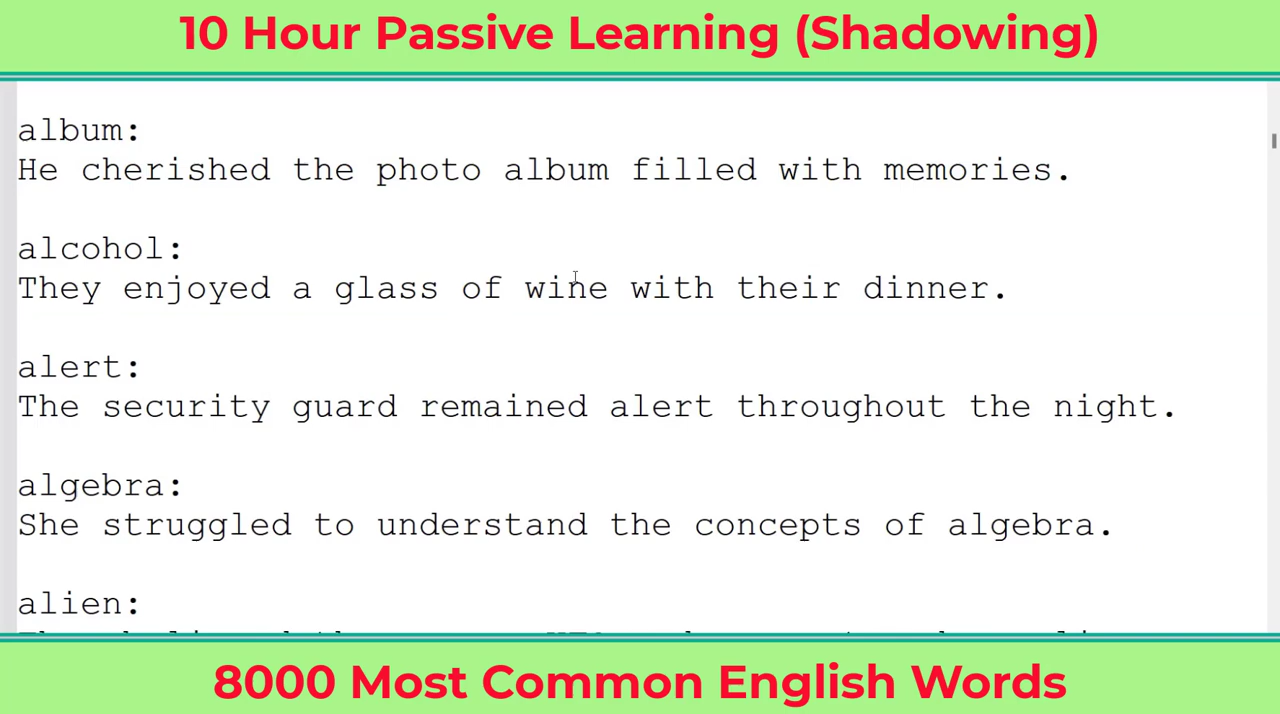 10 Hour Passive Learning (Shadowing)
album:
He cherished the photo album filled with memories.
alcohol:
They enjoyed a glass of wine with their dinner.
alert:
The security guard remained alert throughout the night.
algebra:
She struggled to understand the concepts of algebra.
alien:
8000 Most Common English Words